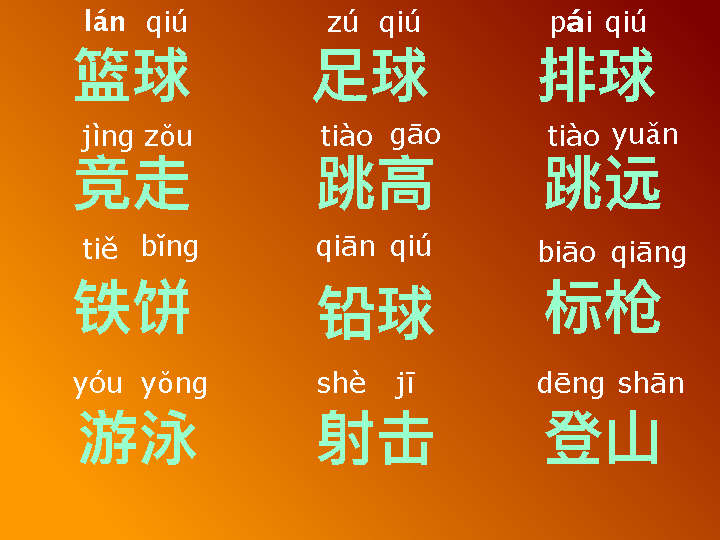 lán qiú zú qiú pái qiú
篮球 足球 排球
jìng zǒu tiào gāo tiào yuǎn
竞走 跳高 跳远
tiě bǐng qiān qiú biāo qiāng
铁饼 铅球 标枪
yóu yǒng shè jī dēng shān
游泳 射击 登山